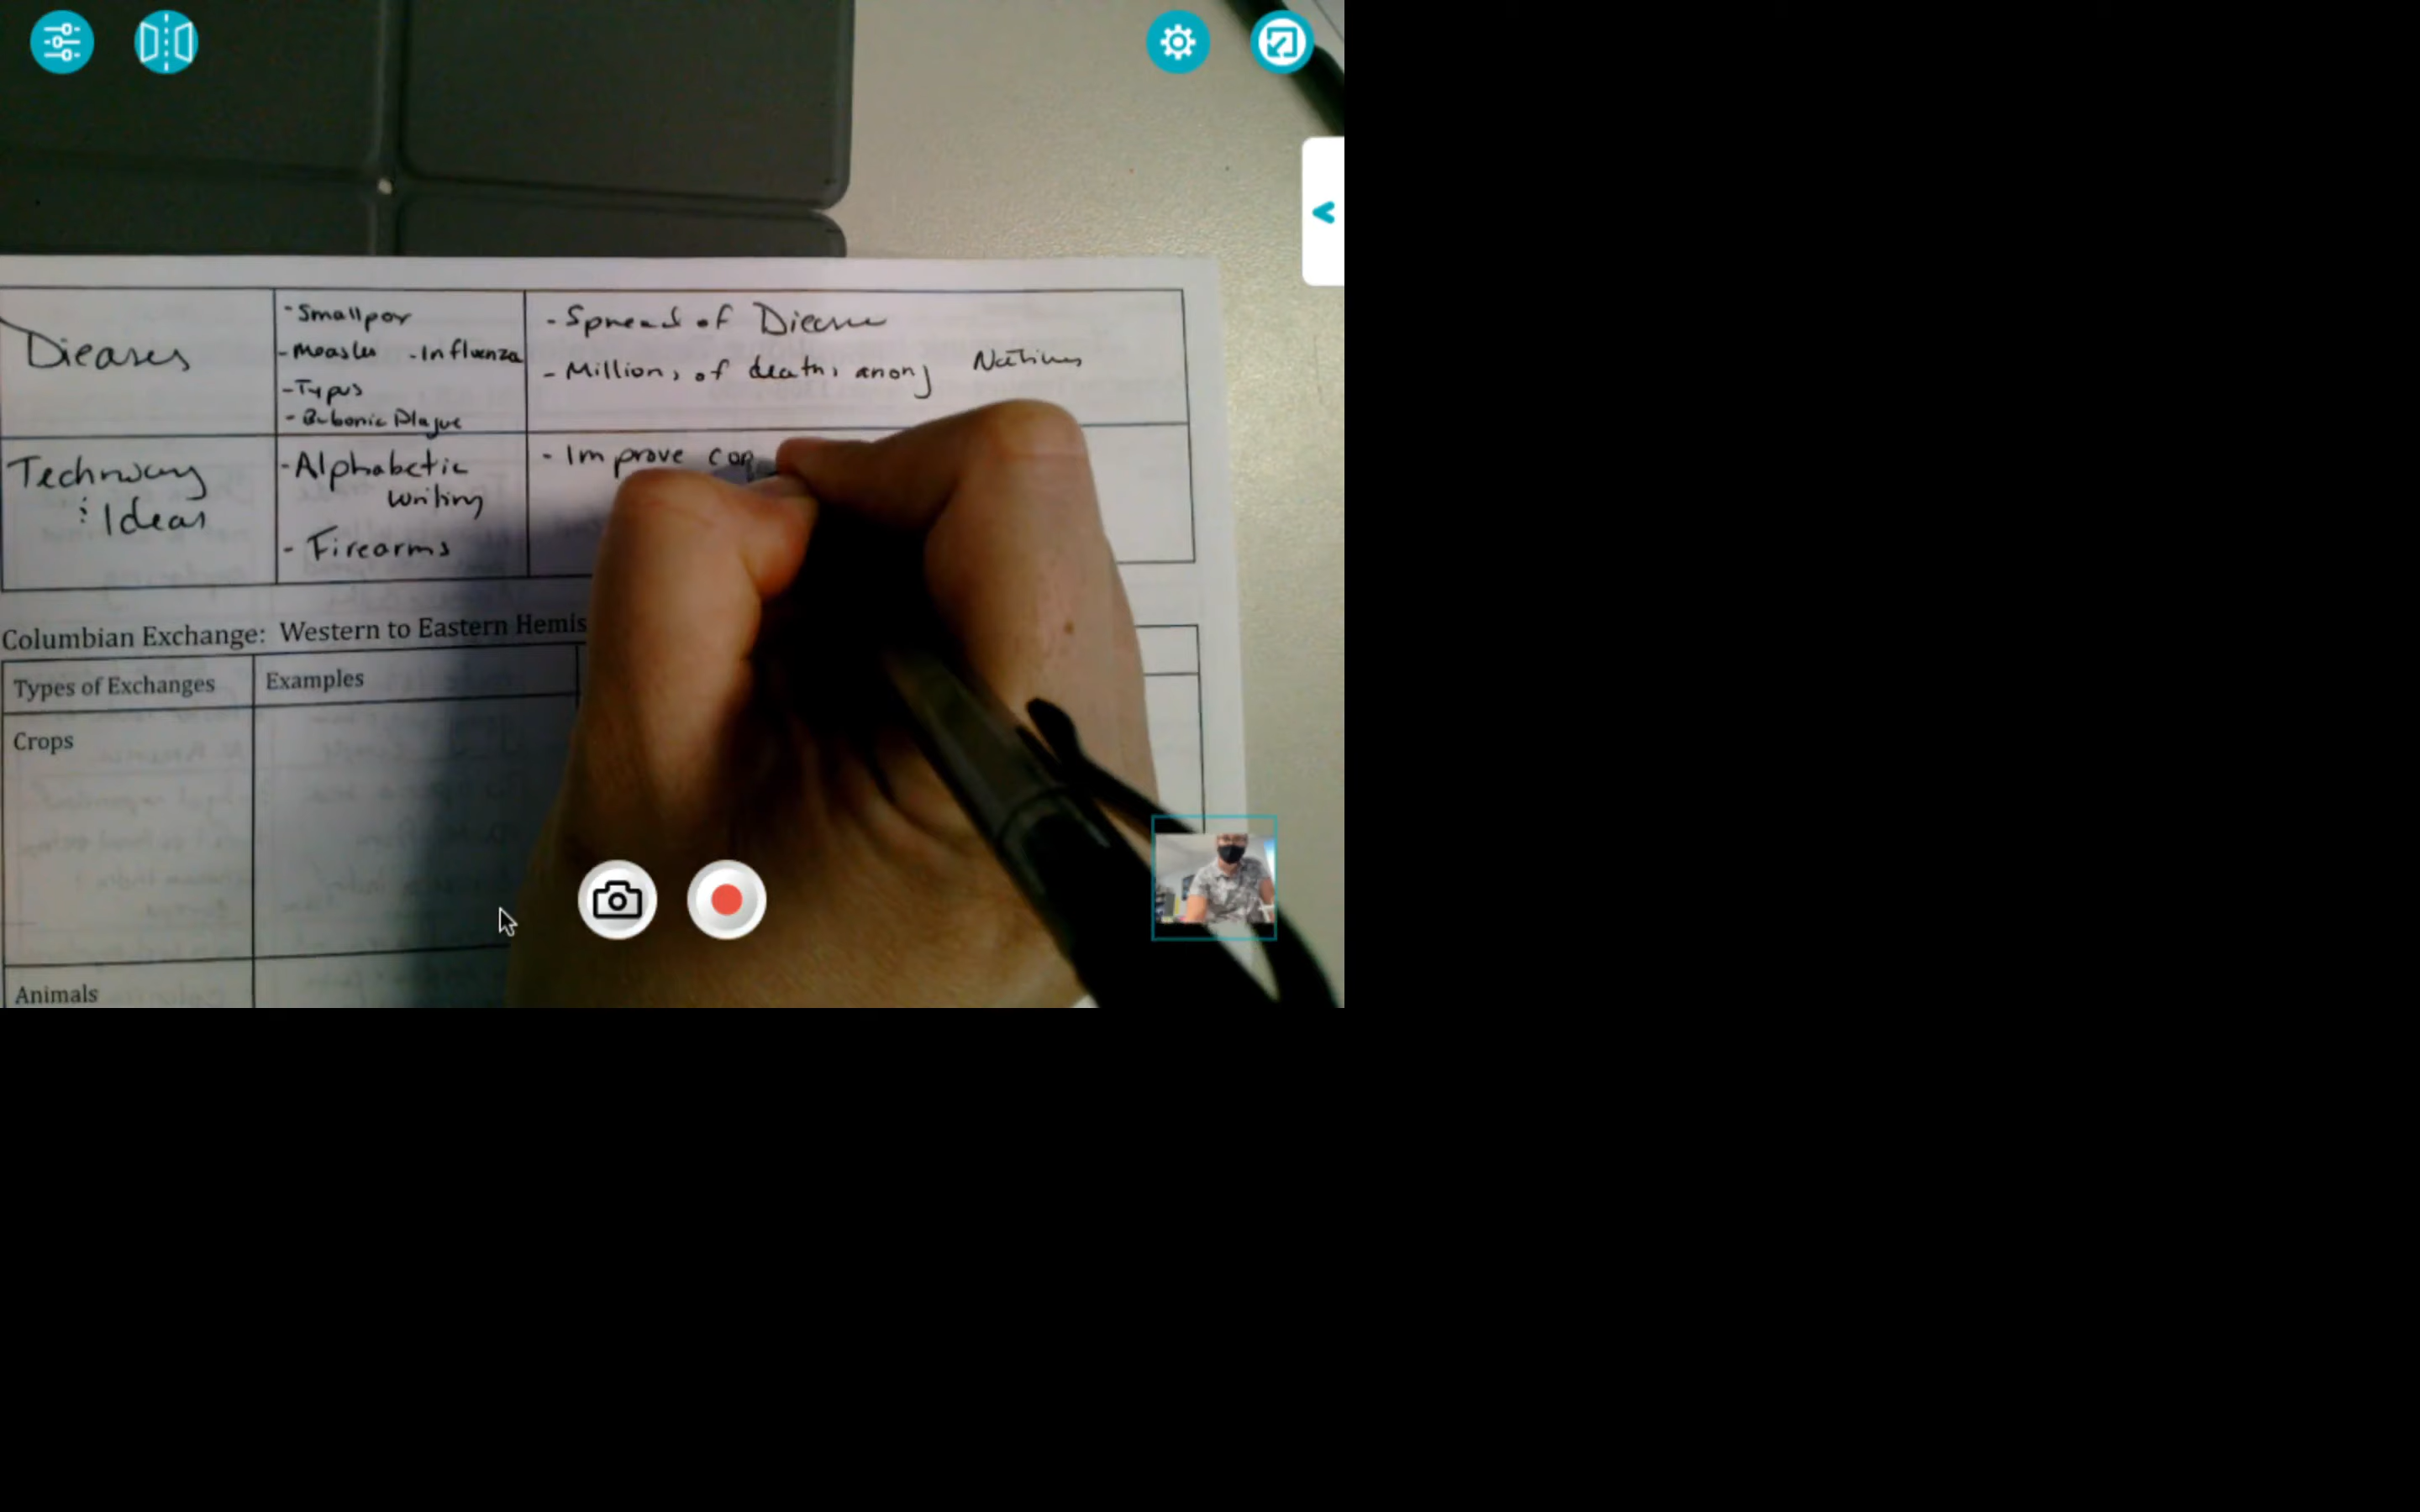 Dieases
- Smallpox
- Measles - Influenza
- Typus
- Bubonic Plague
- Spread of Diease
- Millions of deaths among Natives
Technology
& Ideas
- Alphabetic
writing
- Firearms
- Improve
Columbian Exchange: Western to Eastern Hemis
Types of Exchanges
Examples
Crops
Animals